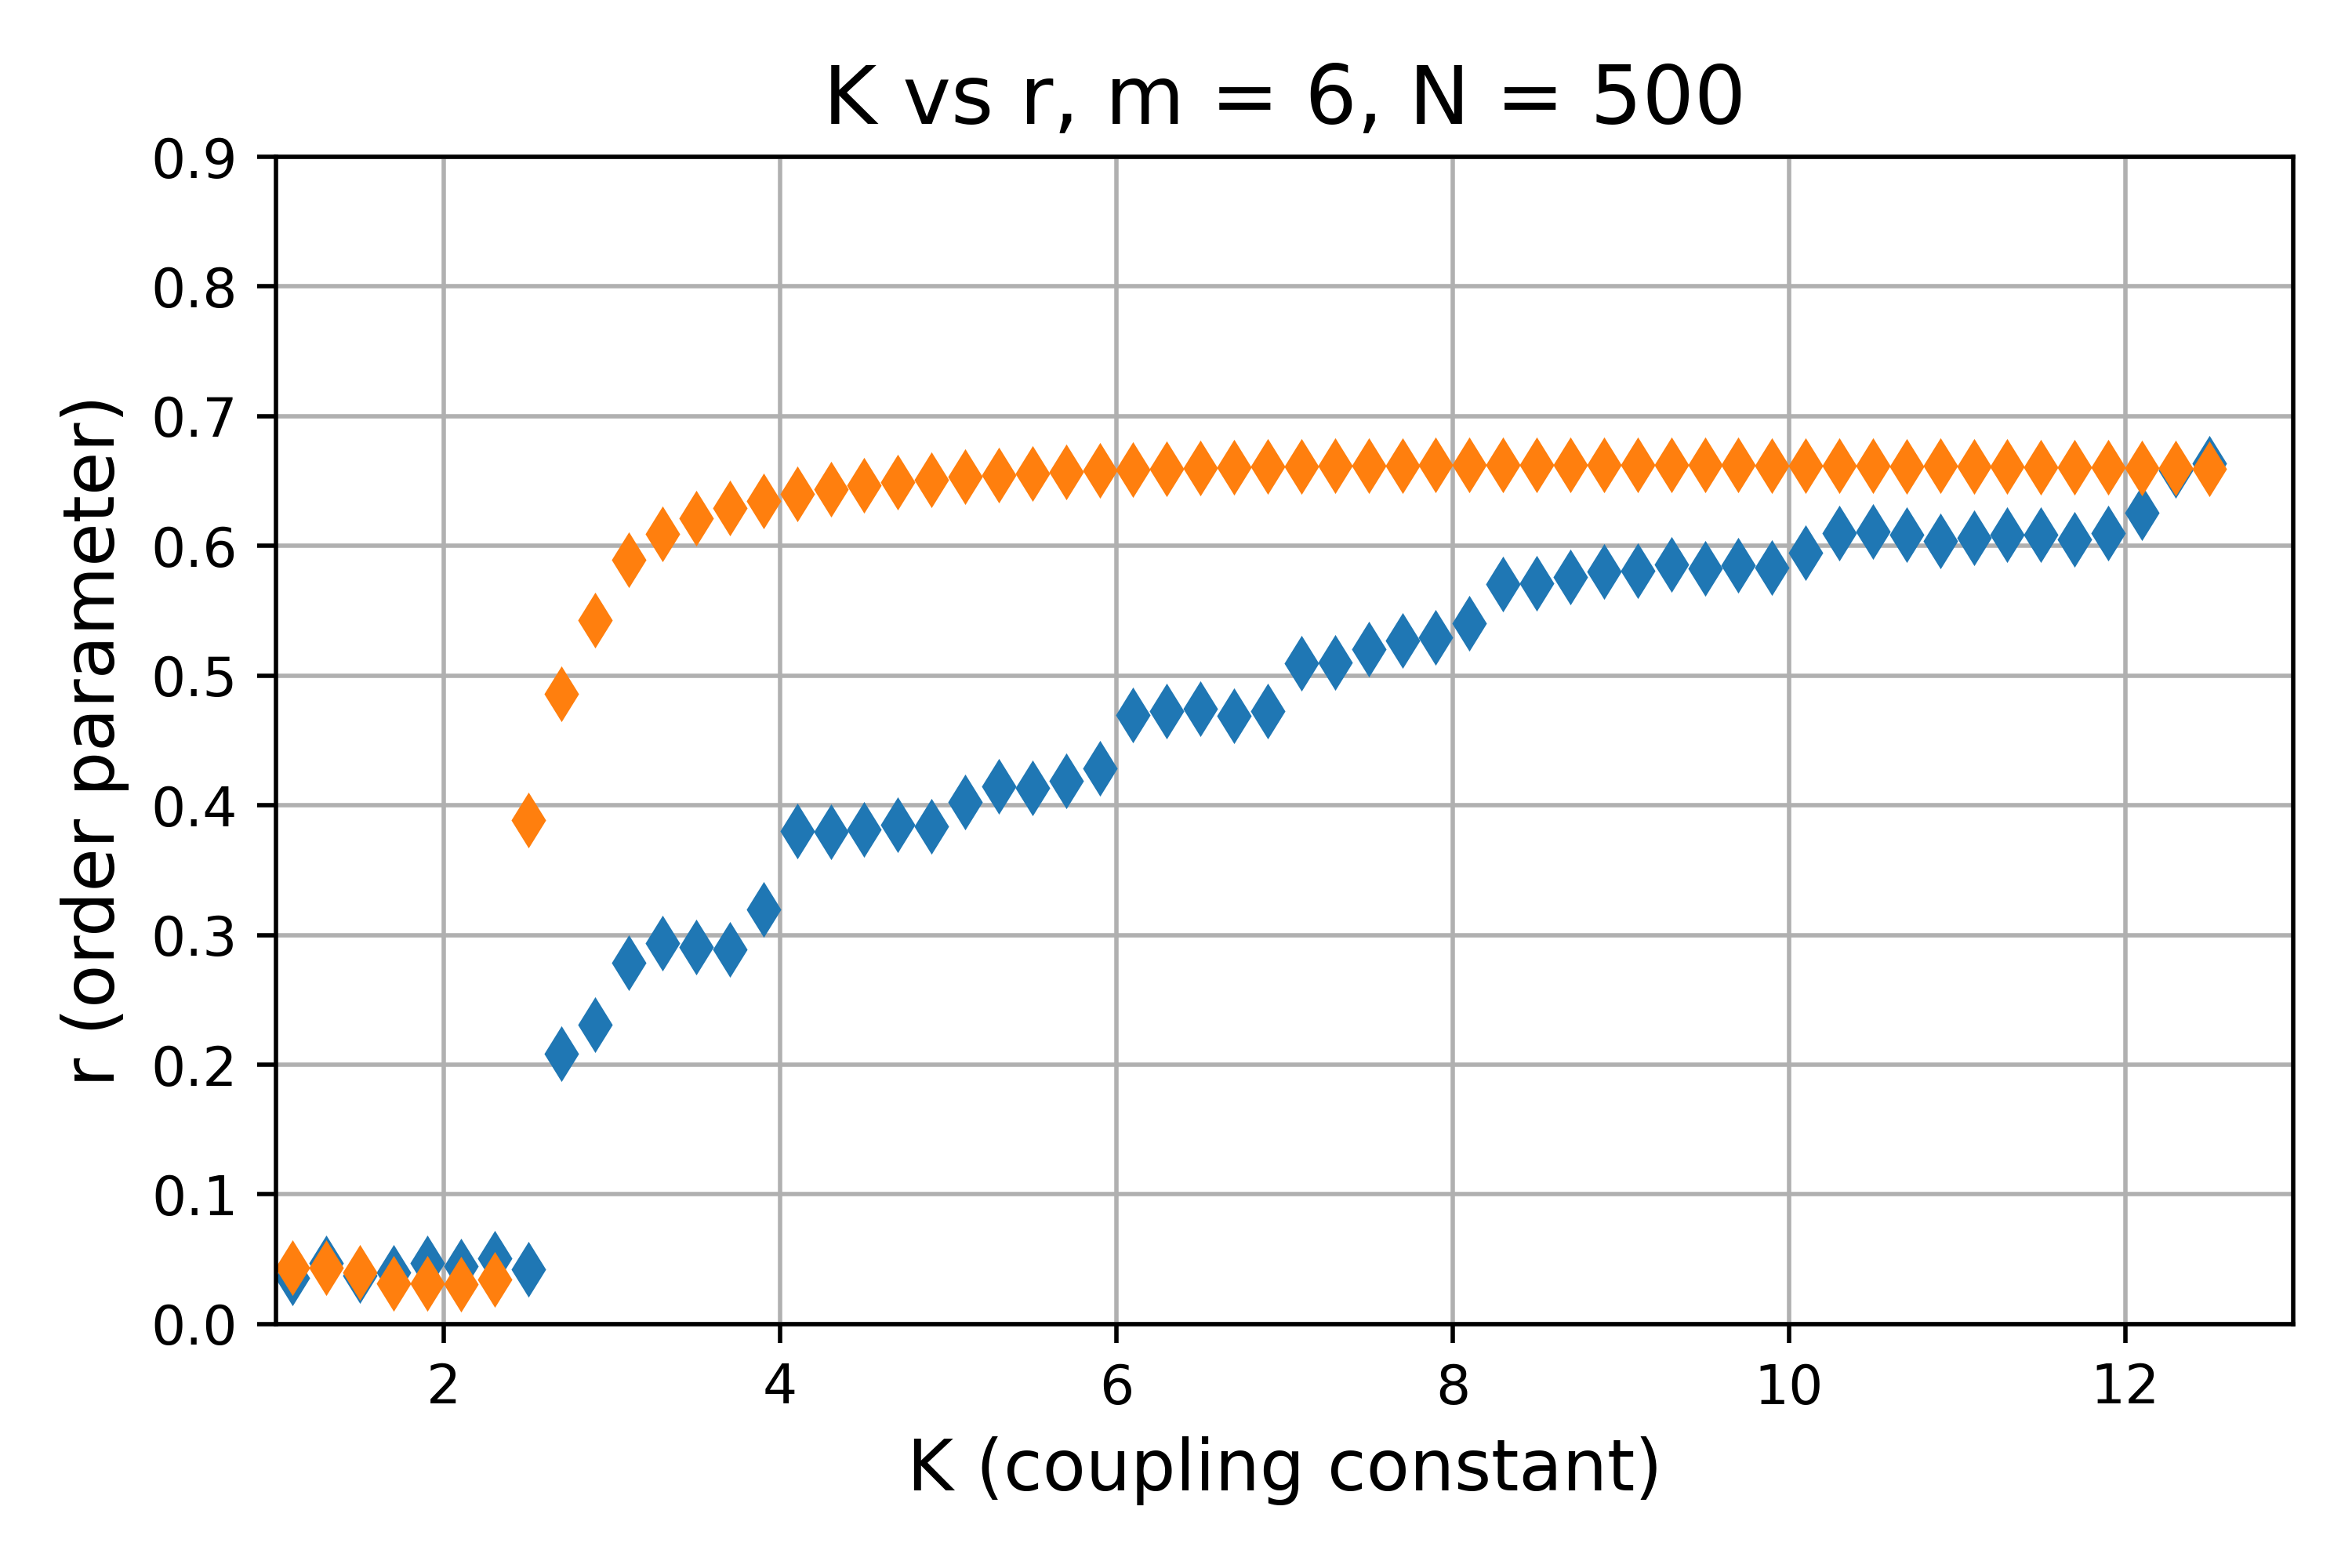 K vs r, m = 6, N = 500
0.9
0.8
0.7
0.6
0.5
0.4
0.3
0.2
0.1
0.0
r (order parameter)
2 4 6 8 10 12
K (coupling constant)